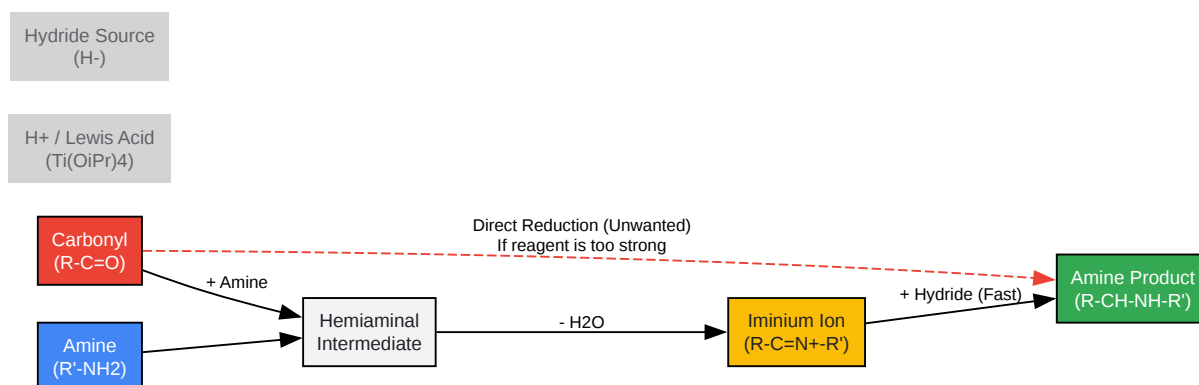 Hydride Source
(H-)
H+ / Lewis Acid
(Ti(OiPr)4)
Carbonyl
(R-C=O)
Amine
(R'-NH2)
+ Amine
Hemiaminal
Intermediate
Direct Reduction (Unwanted)
If reagent is too strong
- H2O
Iminium Ion
(R-C=N+-R')
+ Hydride (Fast)
Amine Product
(R-CH-NH-R')